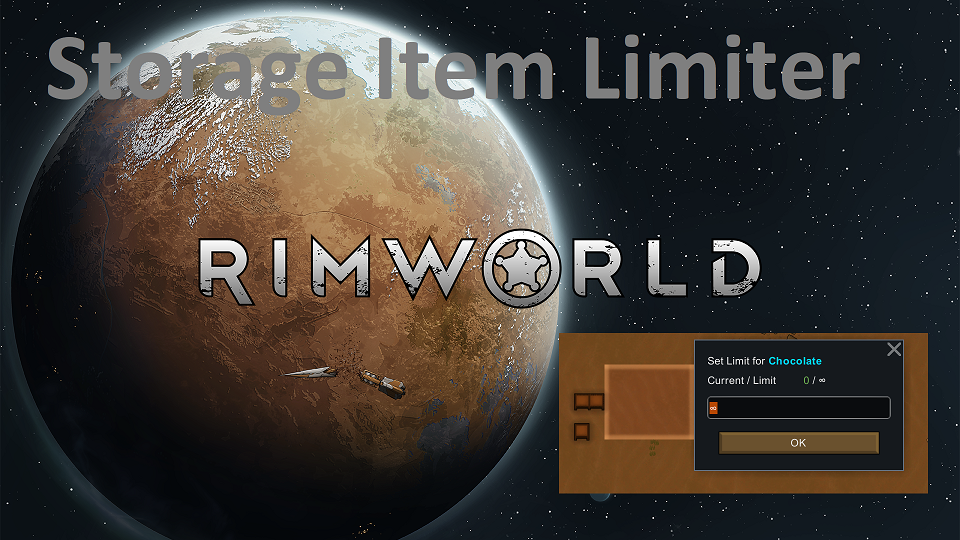 Storage Item Limiter
RIMWORLD
Set Limit for Chocolate
Current / Limit 0 / ∞
∞
OK